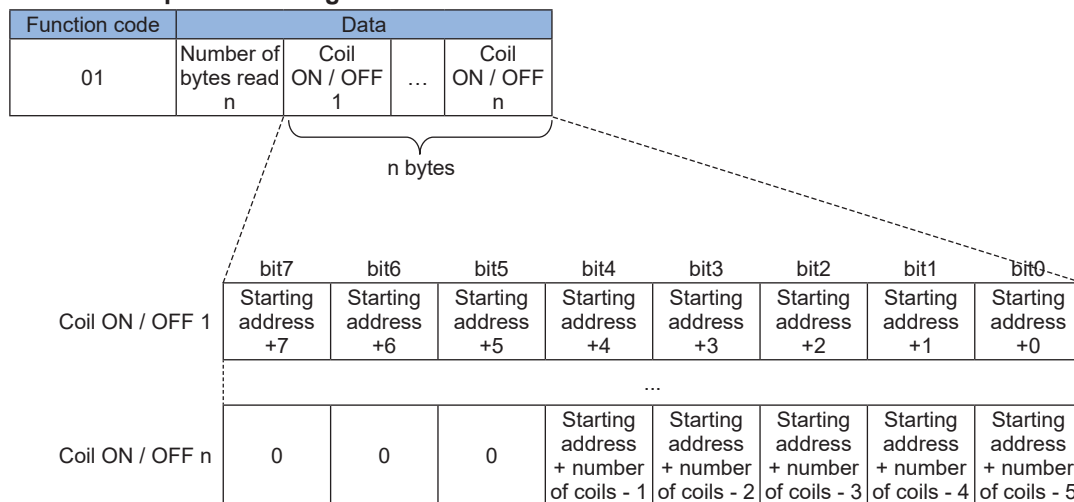 Function code Data
01
Number of bytes read n
Coil ON / OFF 1
…
Coil ON / OFF n
n bytes
bit7 bit6 bit5 bit4 bit3 bit2 bit1 bit0
Coil ON / OFF 1
Starting address +7
Starting address +6
Starting address +5
Starting address +4
Starting address +3
Starting address +2
Starting address +1
Starting address +0
...
Coil ON / OFF n
0
0
0
Starting address + number of coils - 1
Starting address + number of coils - 2
Starting address + number of coils - 3
Starting address + number of coils - 4
Starting address + number of coils - 5